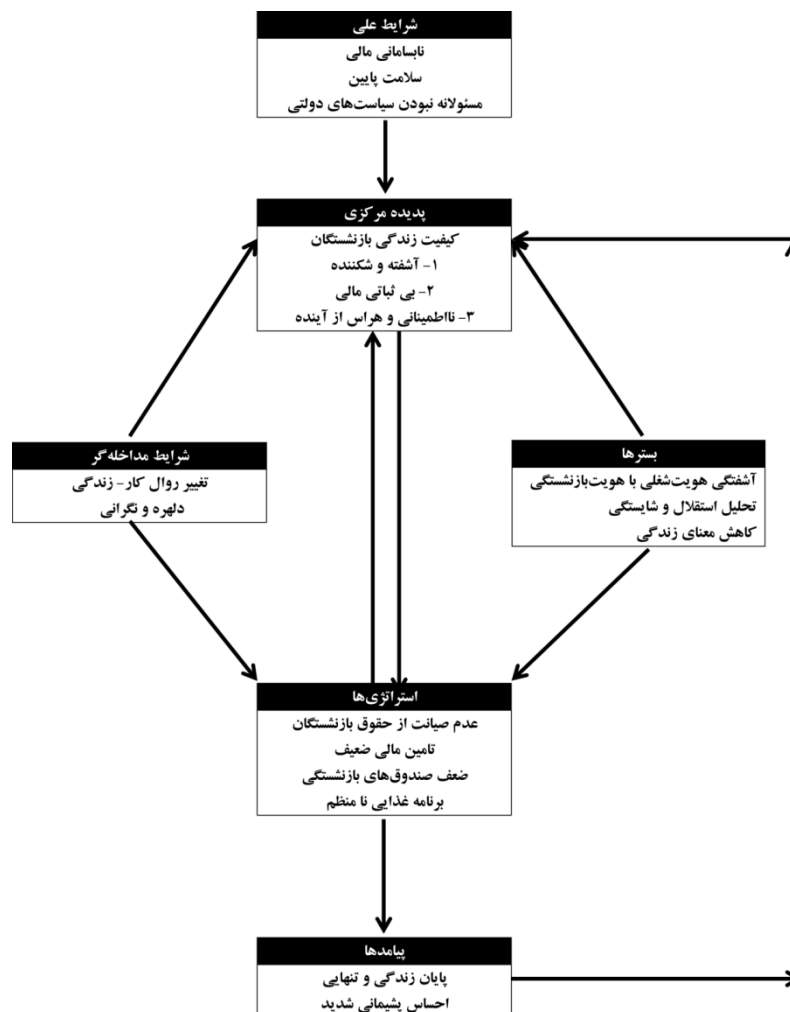 شرایط علی
نابسامانی مالی
سلامت پایین
مسئولانه نبودن سیاست‌های دولتی
پدیده مرکزی
کیفیت زندگی بازنشستگان
۱- آشفته و شکننده
۲- بی ثباتی مالی
۳- نااطمینانی و هراس از آینده
بسترها
آشفتگی هویت‌شغلی با هویت‌بازنشستگی
تحلیل استقلال و شایستگی
کاهش معنای زندگی
شرایط مداخله‌گر
تغییر روال کار- زندگی
دلهره و نگرانی
استراتژی‌ها
عدم صیانت از حقوق بازنشستگان
تامین مالی ضعیف
ضعف صندوق‌های بازنشستگی
برنامه غذایی نا منظم
پیامدها
پایان زندگی و تنهایی
احساس پشیمانی شدید